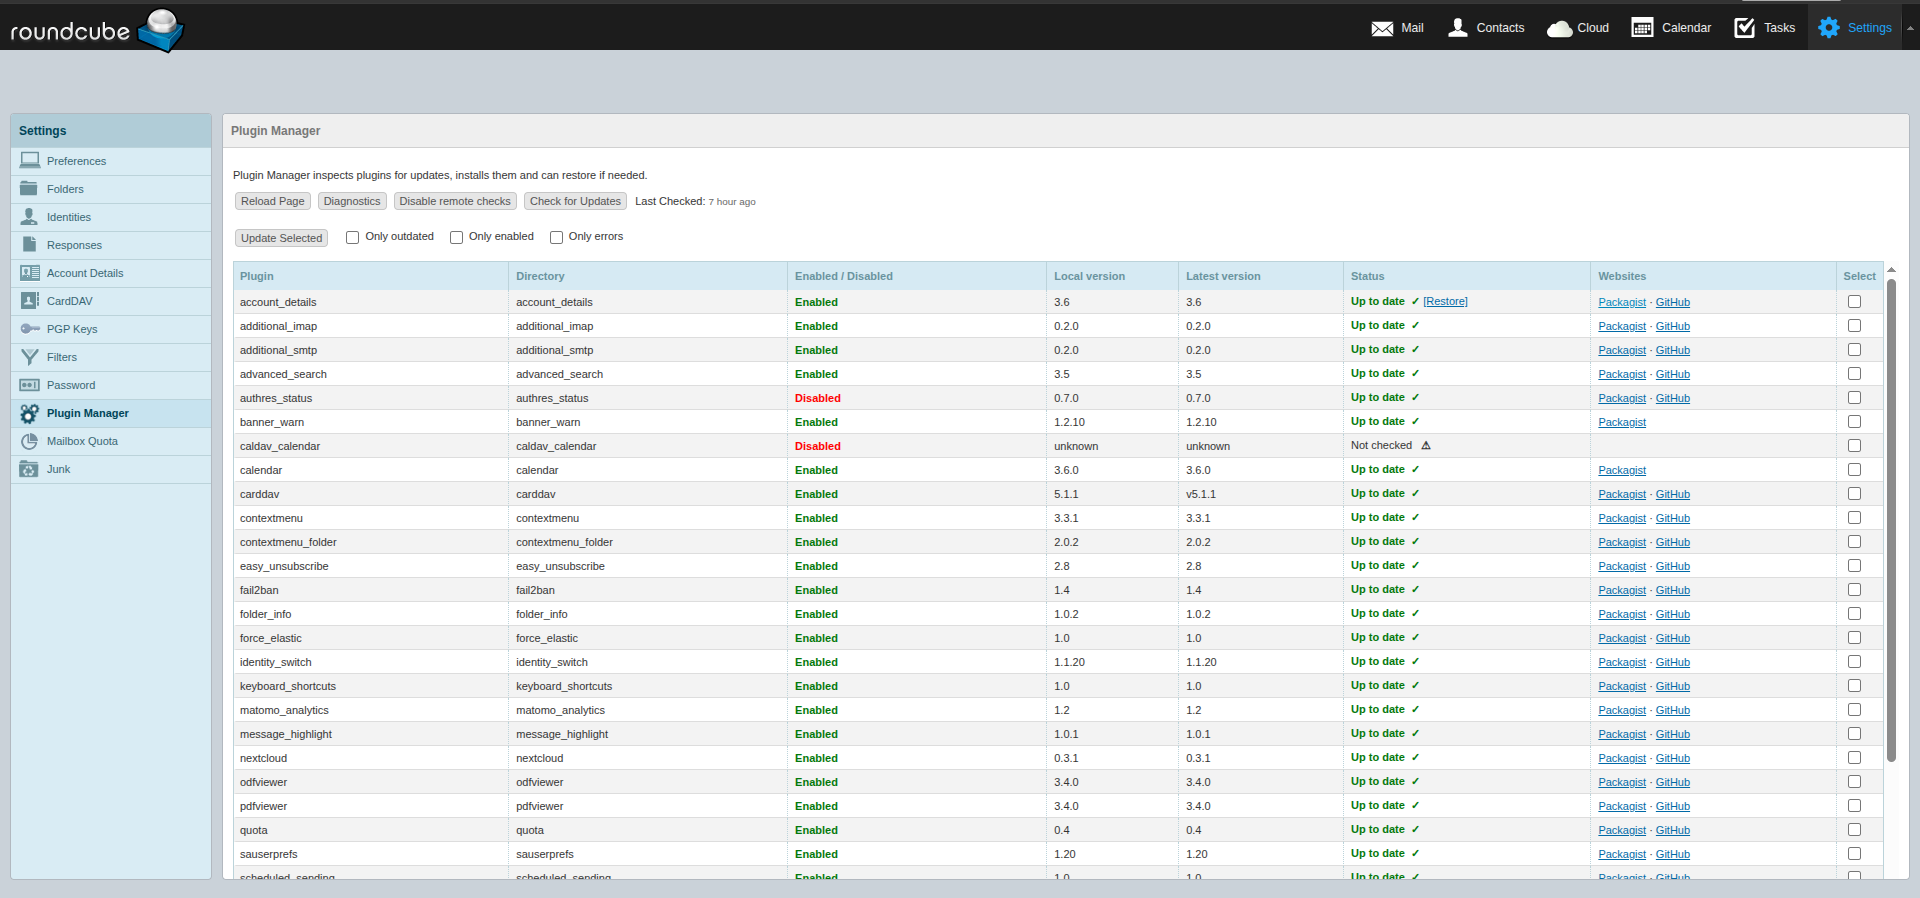 roundcube
Mail Contacts Cloud Calendar Tasks Settings
Settings
Preferences
Folders
Identities
Responses
Account Details
CardDAV
PGP Keys
Filters
Password
Plugin Manager
Mailbox Quota
Junk
Plugin Manager
Plugin Manager inspects plugins for updates, installs them and can restore if needed.
Reload Page Diagnostics Disable remote checks Check for Updates Last Checked: 7 hour ago
Update Selected Only outdated Only enabled Only errors
Plugin Directory Enabled / Disabled Local version Latest version Status Websites Select
account_details account_details Enabled 3.6 3.6 Up to date ✓ [Restore] Packagist · GitHub
additional_imap additional_imap Enabled 0.2.0 0.2.0 Up to date ✓ Packagist · GitHub
additional_smtp additional_smtp Enabled 0.2.0 0.2.0 Up to date ✓ Packagist · GitHub
advanced_search advanced_search Enabled 3.5 3.5 Up to date ✓ Packagist · GitHub
authres_status authres_status Disabled 0.7.0 0.7.0 Up to date ✓ Packagist · GitHub
banner_warn banner_warn Enabled 1.2.10 1.2.10 Up to date ✓ Packagist
caldav_calendar caldav_calendar Disabled unknown unknown Not checked ⚠
calendar calendar Enabled 3.6.0 3.6.0 Up to date ✓ Packagist
carddav carddav Enabled 5.1.1 v5.1.1 Up to date ✓ Packagist · GitHub
contextmenu contextmenu Enabled 3.3.1 3.3.1 Up to date ✓ Packagist · GitHub
contextmenu_folder contextmenu_folder Enabled 2.0.2 2.0.2 Up to date ✓ Packagist · GitHub
easy_unsubscribe easy_unsubscribe Enabled 2.8 2.8 Up to date ✓ Packagist · GitHub
fail2ban fail2ban Enabled 1.4 1.4 Up to date ✓ Packagist · GitHub
folder_info folder_info Enabled 1.0.2 1.0.2 Up to date ✓ Packagist · GitHub
force_elastic force_elastic Enabled 1.0 1.0 Up to date ✓ Packagist · GitHub
identity_switch identity_switch Enabled 1.1.20 1.1.20 Up to date ✓ Packagist · GitHub
keyboard_shortcuts keyboard_shortcuts Enabled 1.0 1.0 Up to date ✓ Packagist · GitHub
matomo_analytics matomo_analytics Enabled 1.2 1.2 Up to date ✓ Packagist · GitHub
message_highlight message_highlight Enabled 1.0.1 1.0.1 Up to date ✓ Packagist · GitHub
nextcloud nextcloud Enabled 0.3.1 0.3.1 Up to date ✓ Packagist · GitHub
odfviewer odfviewer Enabled 3.4.0 3.4.0 Up to date ✓ Packagist · GitHub
pdfviewer pdfviewer Enabled 3.4.0 3.4.0 Up to date ✓ Packagist · GitHub
quota quota Enabled 0.4 0.4 Up to date ✓ Packagist · GitHub
sauserprefs sauserprefs Enabled 1.20 1.20 Up to date ✓ Packagist · GitHub
scheduled_sending scheduled_sending Enabled 1.0 1.0 Up to date ✓ Packagist · GitHub